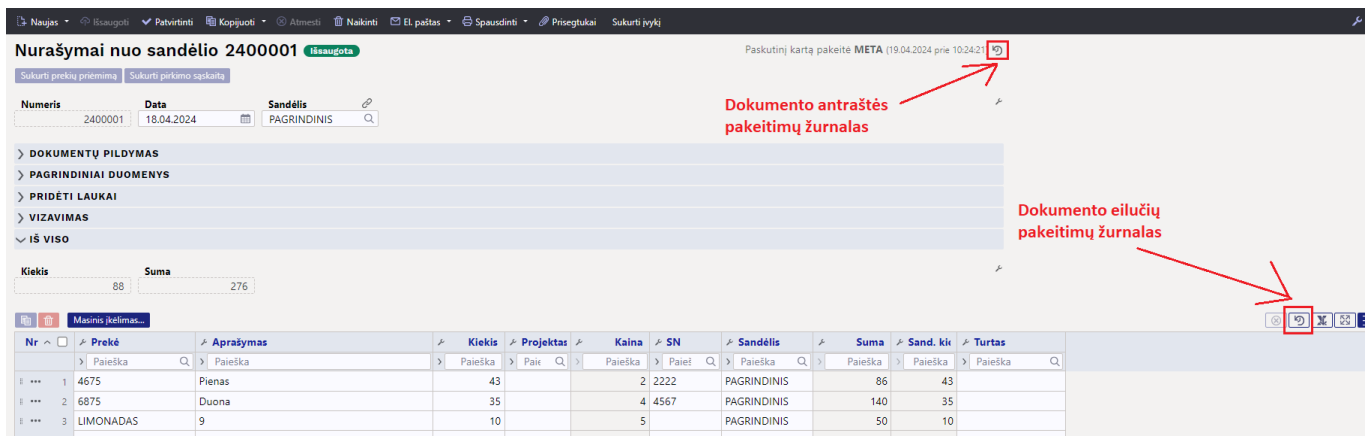 Naujas Išsaugoti Patvirtinti Kopijuoti Atmesti Naikinti El. paštas Spausdinti Prisegtukai Sukurti įvykį
Nurašymai nuo sandėlio 2400001 Išsaugota
Paskutinį kartą pakeitė META (19.04.2024 prie 10:24:21)
Sukurti prekių priėmimą Sukurti pirkimo sąskaitą
Dokumento antraštės
pakeitimų žurnalas
Numeris Data Sandėlis
2400001 18.04.2024 PAGRINDINIS
DOKUMENTŲ PILDYMAS
PAGRINDINIAI DUOMENYS
PRIDĖTI LAUKAI
VIZAVIMAS
IŠ VISO
Dokumento eilučių
pakeitimų žurnalas
Kiekis Suma
88 276
Masinis įkėlimas...
Nr Prekė Aprašymas Kiekis Projektas Kaina SN Sandėlis Suma Sand. kie Turtas
Paieška Paieška Paieška Paie Paieška Paieš Paieška Paieška Paieška Paieška
1 4675 Pienas 43 2 2222 PAGRINDINIS 86 43
2 6875 Duona 35 4 4567 PAGRINDINIS 140 35
3 LIMONADAS 9 10 5 PAGRINDINIS 50 10